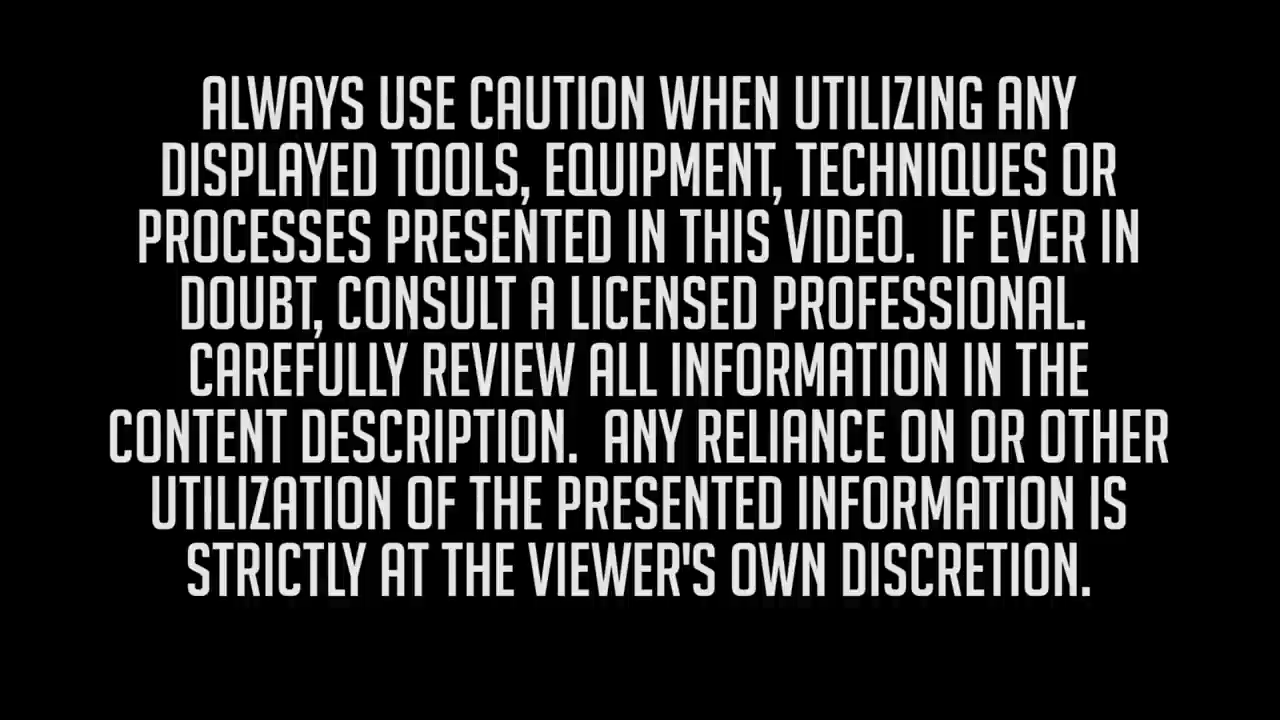 ALWAYS USE CAUTION WHEN UTILIZING ANY
DISPLAYED TOOLS, EQUIPMENT, TECHNIQUES OR
PROCESSES PRESENTED IN THIS VIDEO.  IF EVER IN
DOUBT, CONSULT A LICENSED PROFESSIONAL.
CAREFULLY REVIEW ALL INFORMATION IN THE
CONTENT DESCRIPTION.  ANY RELIANCE ON OR OTHER
UTILIZATION OF THE PRESENTED INFORMATION IS
STRICTLY AT THE VIEWER'S OWN DISCRETION.